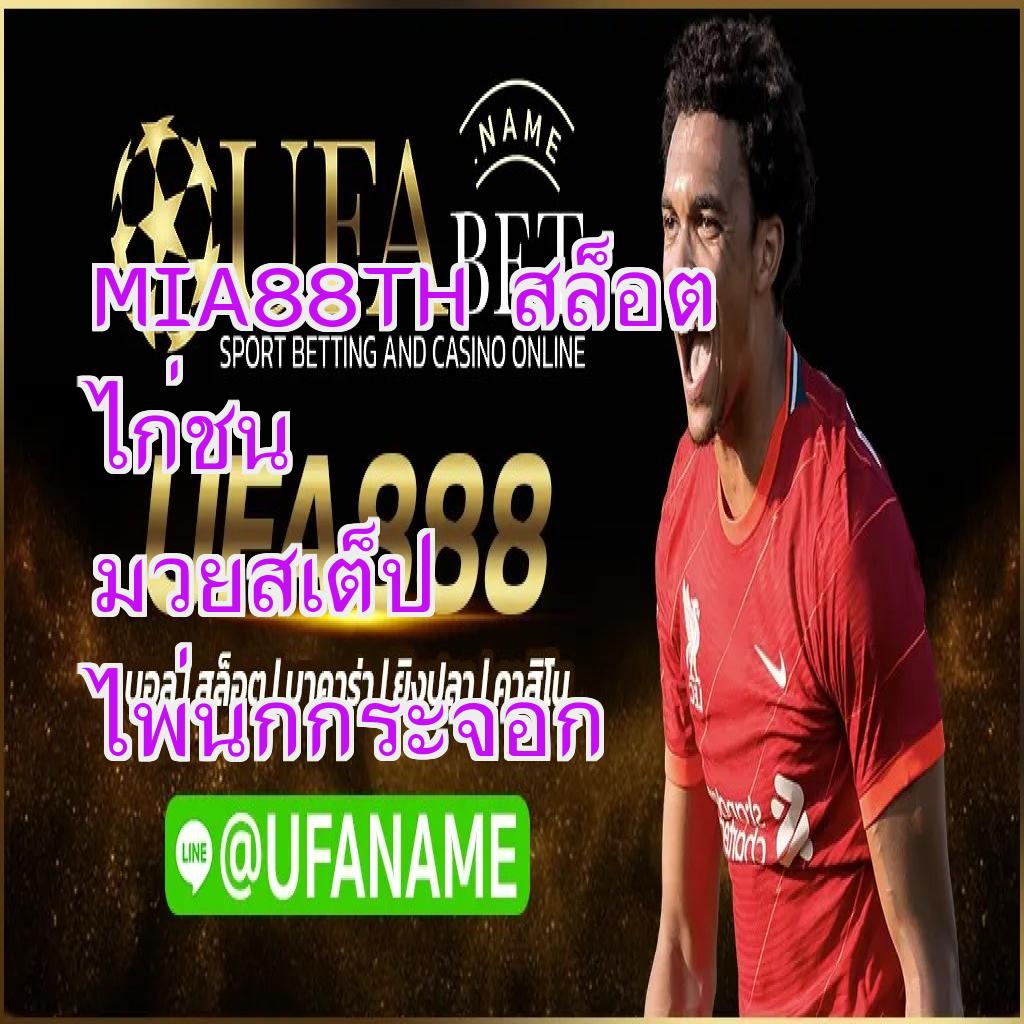 .NAME
UFABET
MIA88TH สล็อต
SPORT BETTING AND CASINO ONLINE
ไก่ชน
UFA888
มวยสเต็ป
บอล | สล็อต | บาคาร่า | ยิงปลา | คาสิโน
ไพ่นกกระจอก
LINE @UFANAME